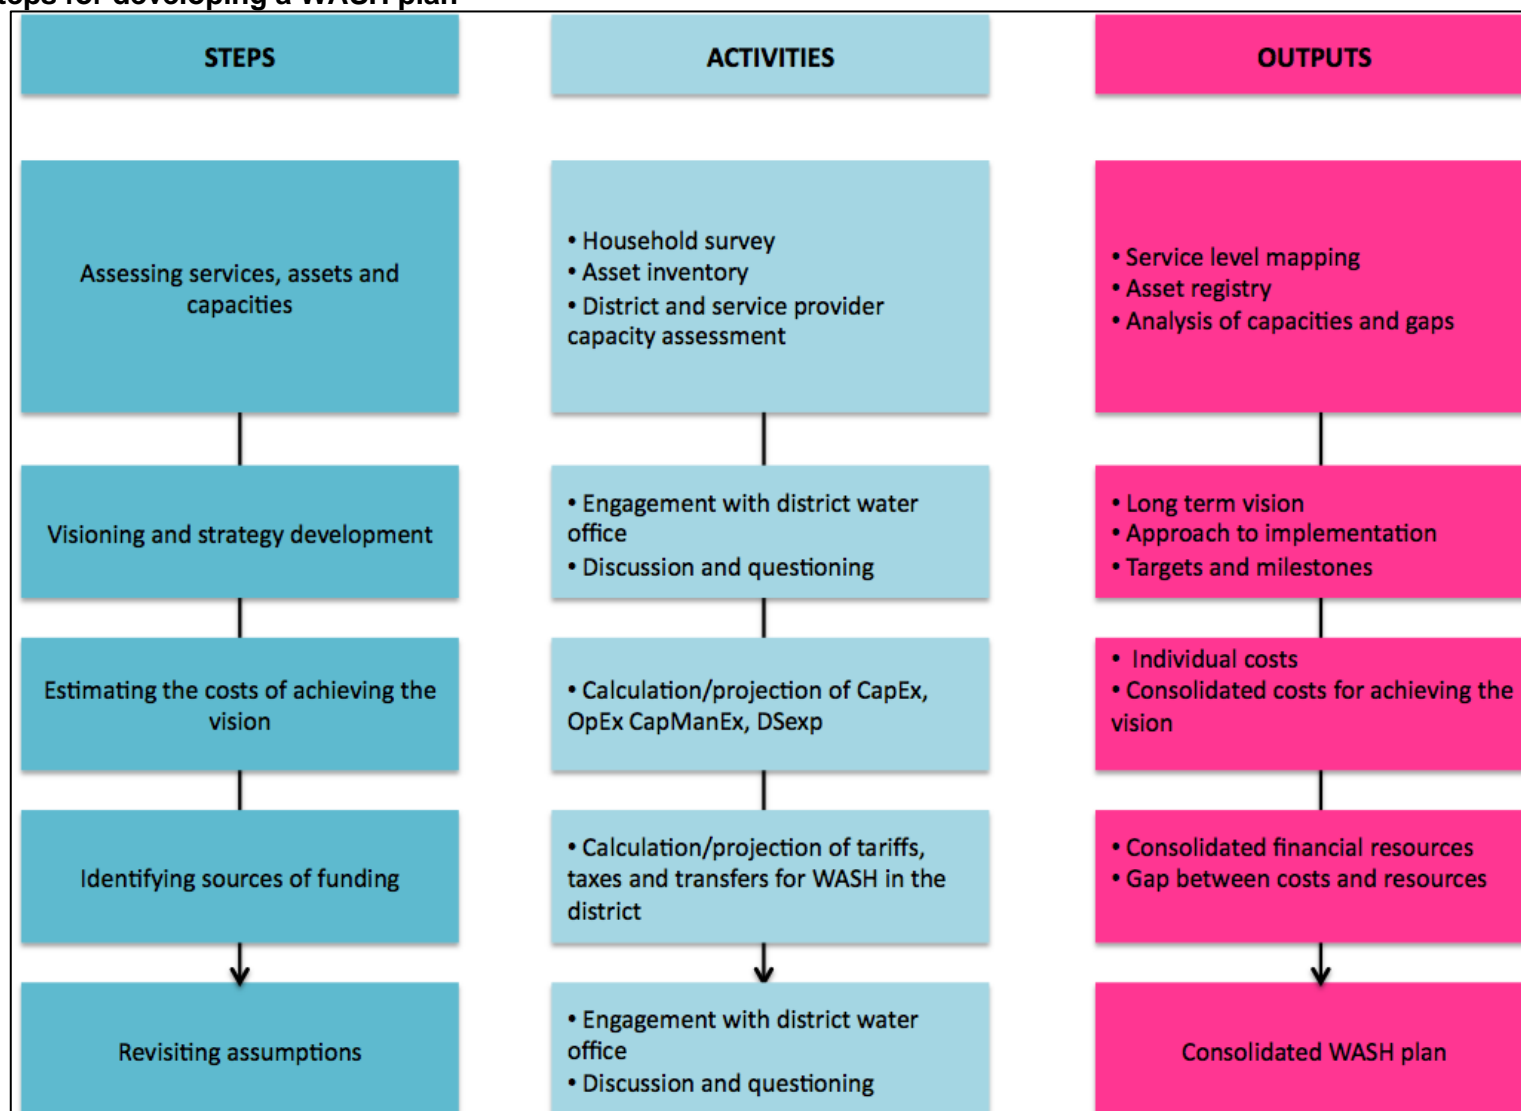 teps for developing a WASH plan
STEPS
ACTIVITIES
OUTPUTS
Assessing services, assets and
capacities
• Household survey
• Asset inventory
• District and service provider
capacity assessment
• Service level mapping
• Asset registry
• Analysis of capacities and gaps
Visioning and strategy development
• Engagement with district water
office
• Discussion and questioning
• Long term vision
• Approach to implementation
• Targets and milestones
Estimating the costs of achieving the
vision
• Calculation/projection of CapEx,
OpEx CapManEx, DSexp
• Individual costs
• Consolidated costs for achieving the
vision
Identifying sources of funding
• Calculation/projection of tariffs,
taxes and transfers for WASH in the
district
• Consolidated financial resources
• Gap between costs and resources
Revisiting assumptions
• Engagement with district water
office
• Discussion and questioning
Consolidated WASH plan